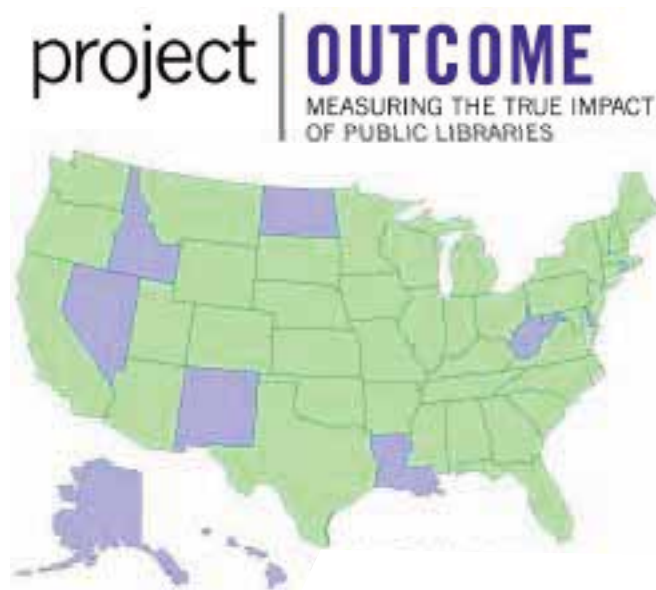 project
OUTCOME
MEASURING THE TRUE IMPACT
OF PUBLIC LIBRARIES